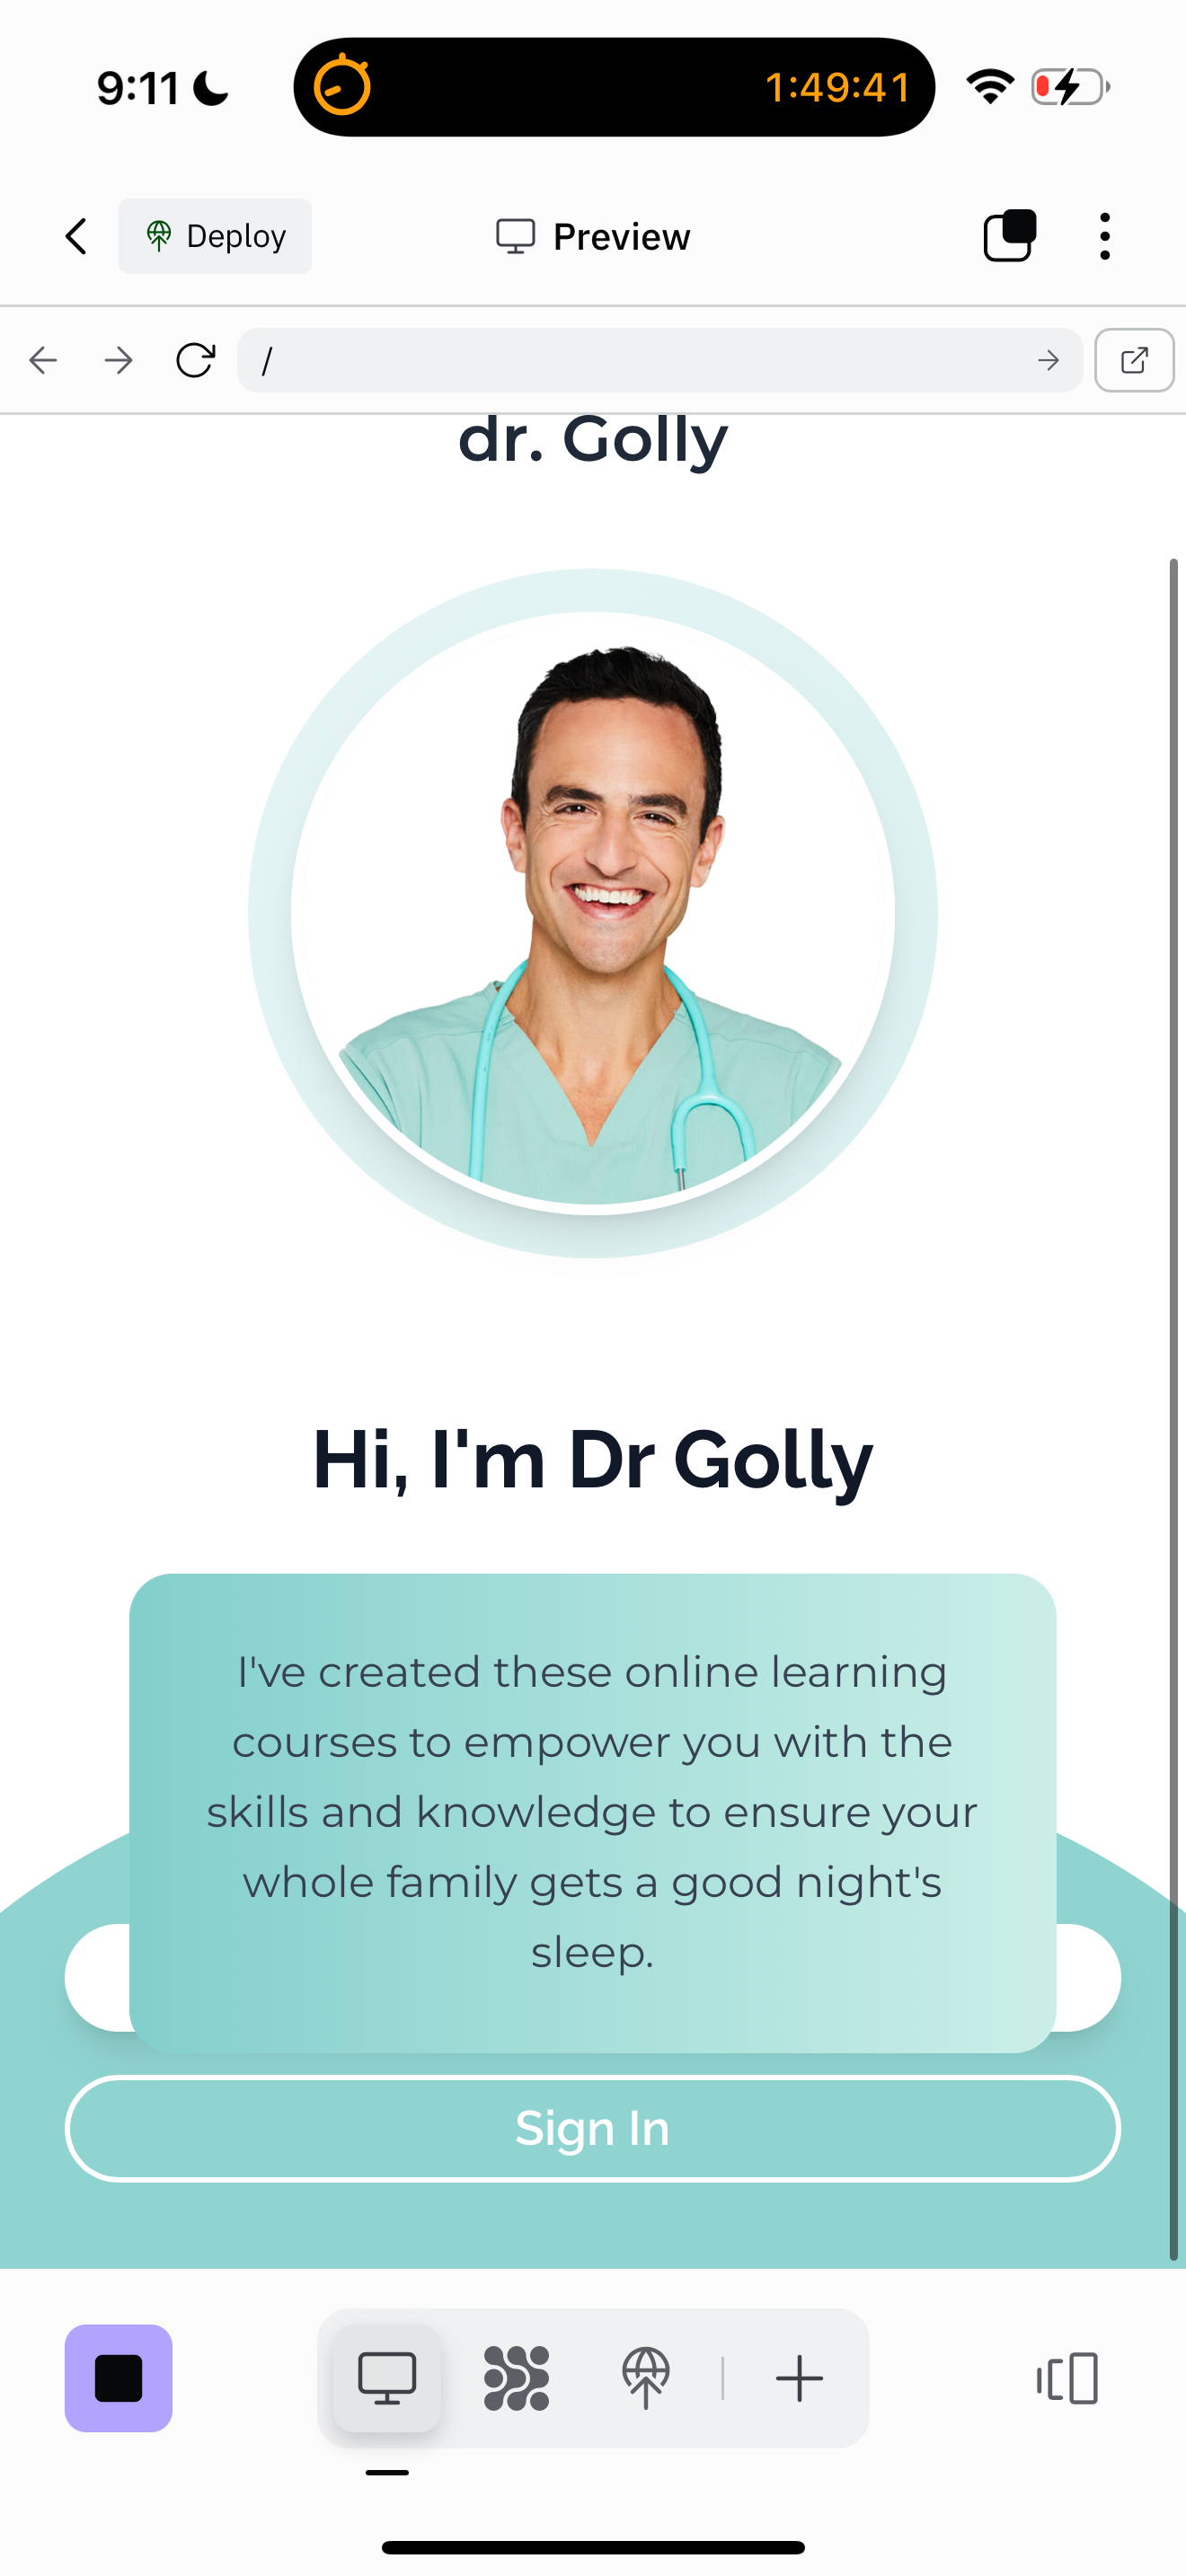 9:11
1:49:41
Deploy
Preview
/
dr. Golly
Hi, I'm Dr Golly
I've created these online learning
courses to empower you with the
skills and knowledge to ensure your
whole family gets a good night's
sleep.
Sign In